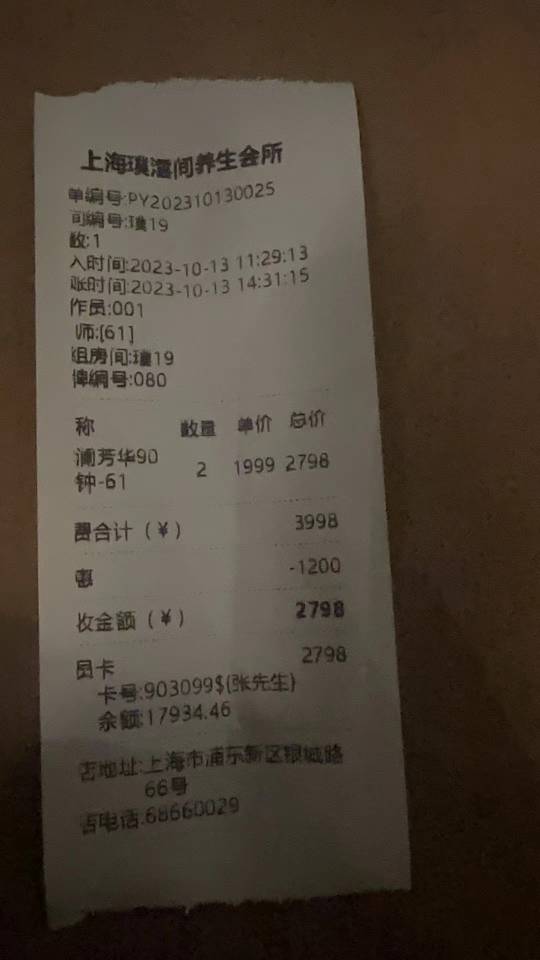 上海璞濡间养生会所
单编号:PY202310130025
间编号:璞19
数:1
入时间:2023-10-13 11:29:13
账时间:2023-10-13 14:31:15
作员:001
师:[61]
组房间:璞19
牌编号:080
称 数量 单价 总价
澜芳华90 2 1999 2798
钟-61
费合计（￥） 3998
惠 -1200
收金额（￥） 2798
员卡 2798
卡号:903099$(张先生)
余额:17934.46
店地址:上海市浦东新区银城路
66号
店电话:68660029